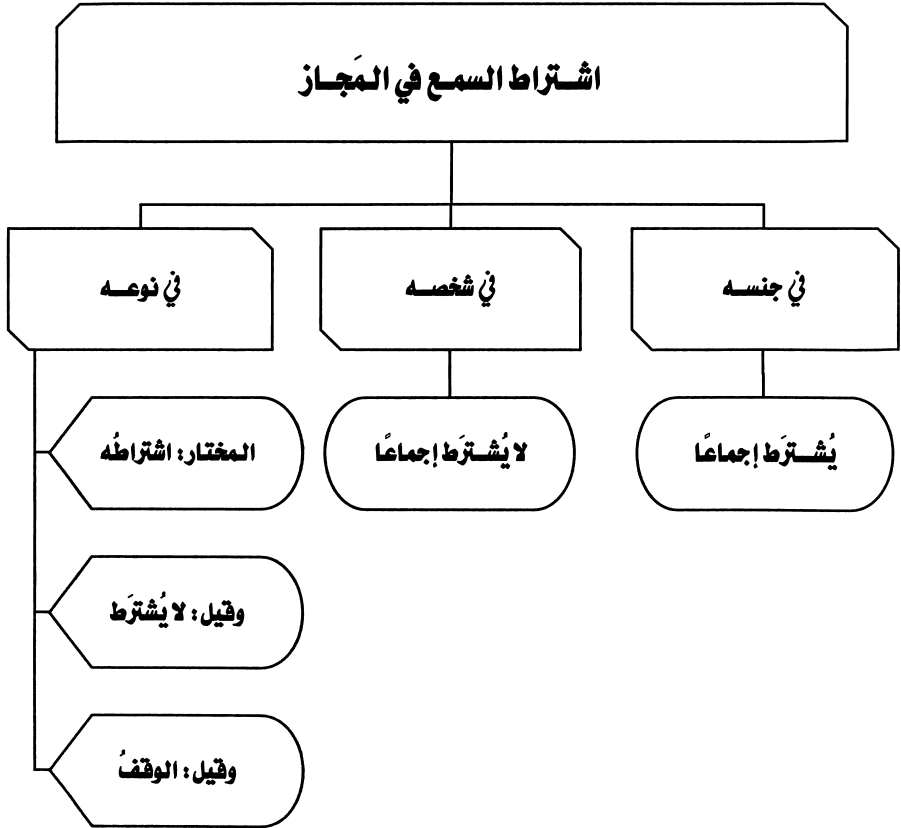 اشتراط السمع في المَجاز
في جنسه
في شخصه
في نوعه
يُشترَط إجماعًا
لا يُشترَط إجماعًا
المختار: اشتراطُه
وقيل: لا يُشترَط
وقيل: الوقفُ